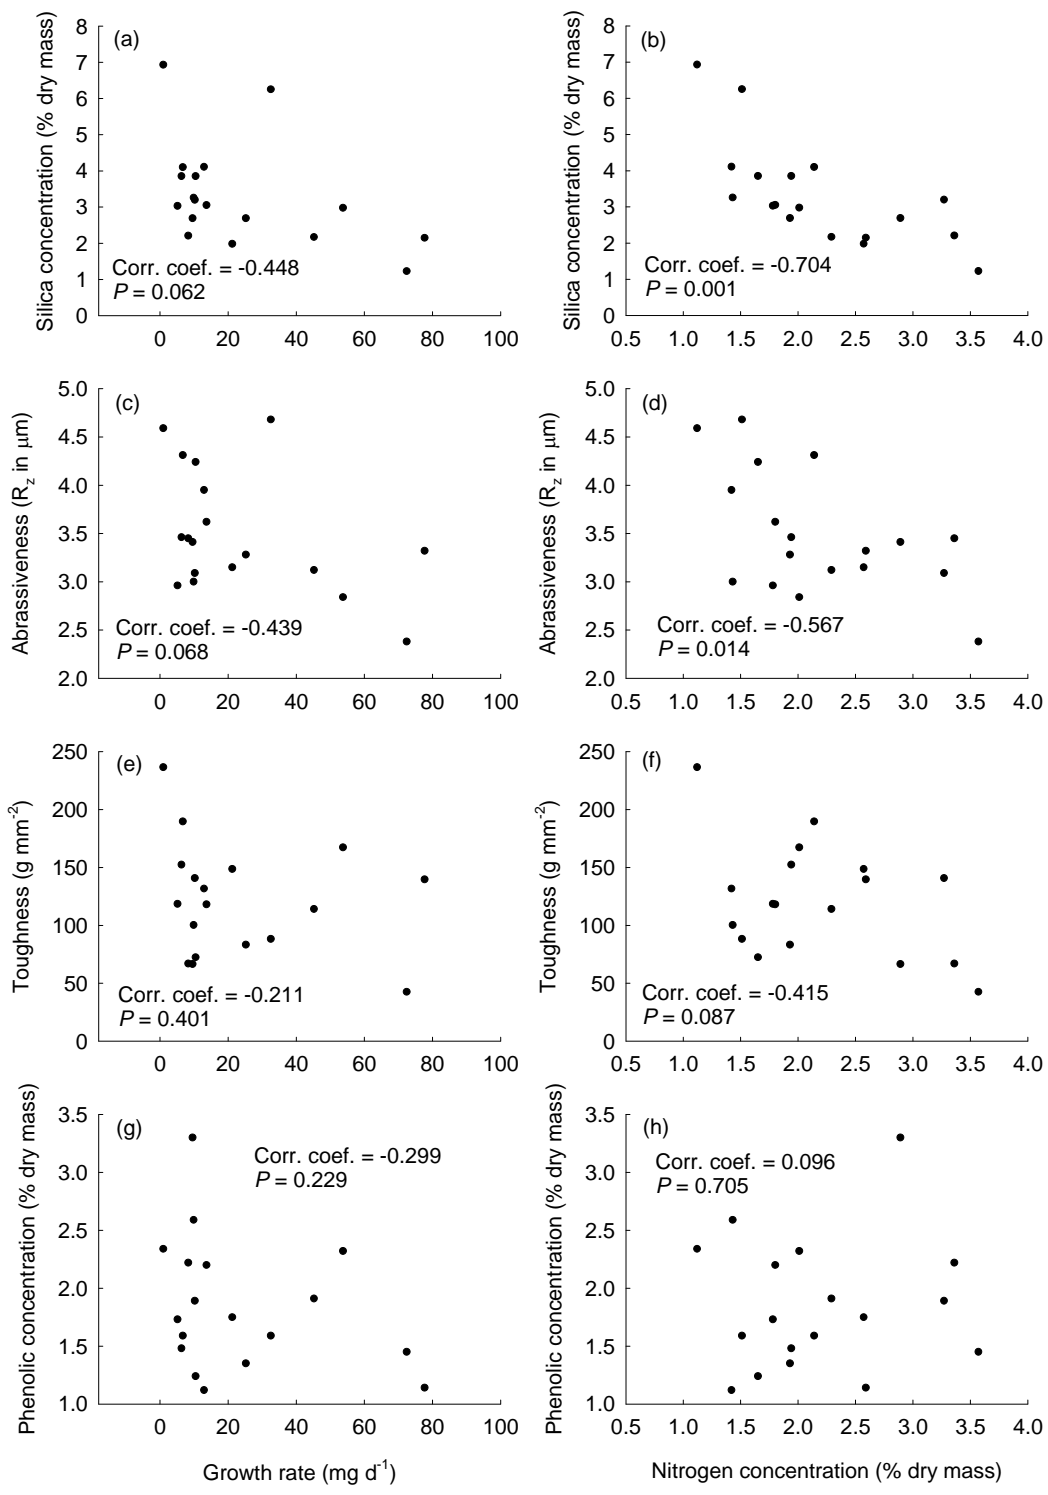 (a)
Silica concentration (% dry mass)
8
7
6
5
4
3
2
1
0
Corr. coef. = -0.448
P = 0.062
0 20 40 60 80 100
(b)
Silica concentration (% dry mass)
8
7
6
5
4
3
2
1
0
Corr. coef. = -0.704
P = 0.001
0.5 1.0 1.5 2.0 2.5 3.0 3.5 4.0
(c)
Abrassiveness (Rz in μm)
5.0
4.5
4.0
3.5
3.0
2.5
2.0
Corr. coef. = -0.439
P = 0.068
0 20 40 60 80 100
(d)
Abrassiveness (Rz in μm)
5.0
4.5
4.0
3.5
3.0
2.5
2.0
Corr. coef. = -0.567
P = 0.014
0.5 1.0 1.5 2.0 2.5 3.0 3.5 4.0
(e)
Toughness (g mm-2)
250
200
150
100
50
0
Corr. coef. = -0.211
P = 0.401
0 20 40 60 80 100
(f)
Toughness (g mm-2)
250
200
150
100
50
0
Corr. coef. = -0.415
P = 0.087
0.5 1.0 1.5 2.0 2.5 3.0 3.5 4.0
(g)
Phenolic concentration (% dry mass)
3.5
3.0
2.5
2.0
1.5
1.0
Corr. coef. = -0.299
P = 0.229
0 20 40 60 80 100
Growth rate (mg d-1)
(h)
Phenolic concentration (% dry mass)
3.5
3.0
2.5
2.0
1.5
1.0
Corr. coef. = 0.096
P = 0.705
0.5 1.0 1.5 2.0 2.5 3.0 3.5 4.0
Nitrogen concentration (% dry mass)